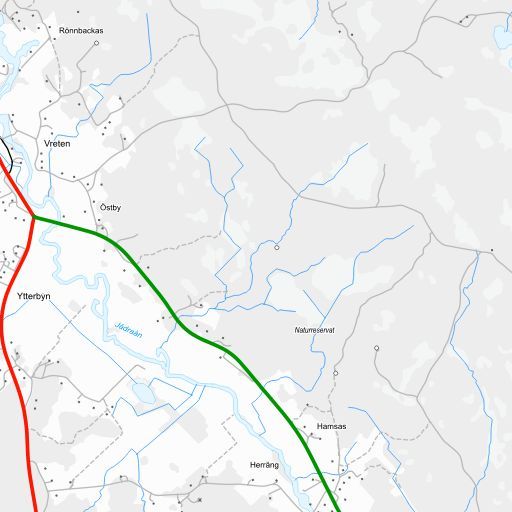 Rönnbackas
Vreten
Östby
Ytterbyn
Jädraån
Naturreservat
Hamsas
Herräng